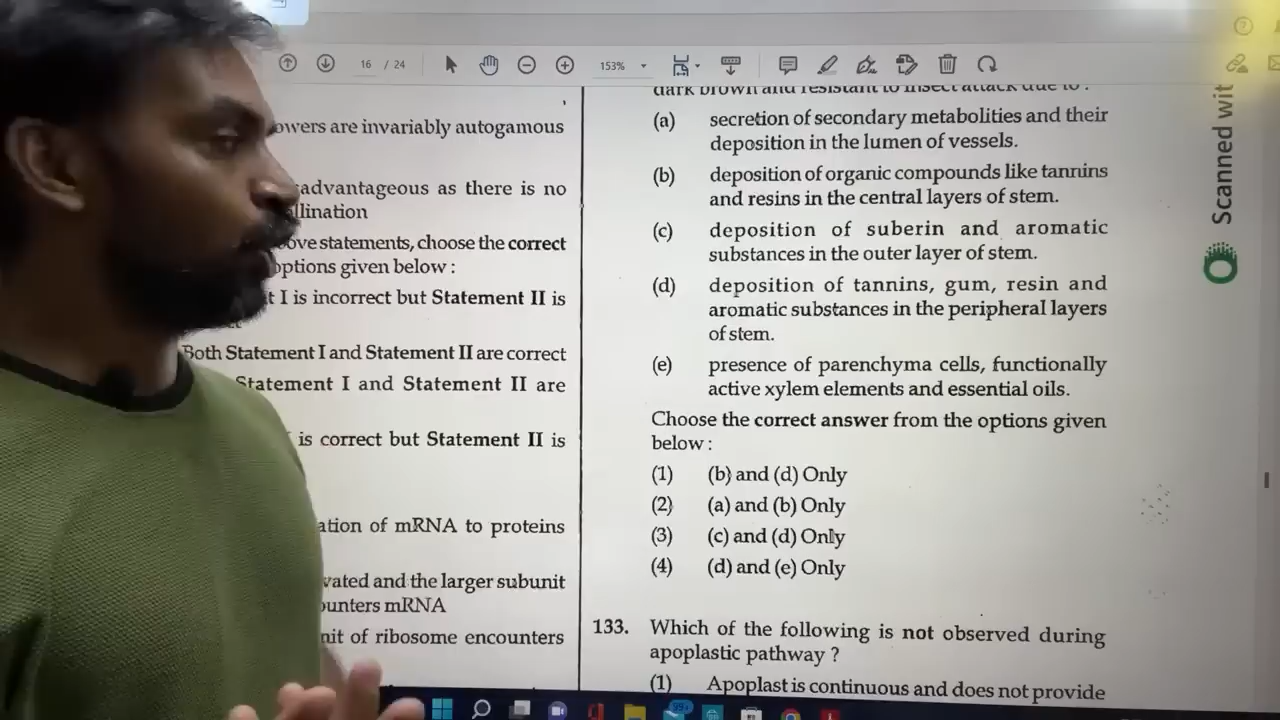 16 / 24
153%
owers are invariably autogamous
advantageous as there is no
llination
ove statements, choose the correct
options given below :
t I is incorrect but Statement II is
Both Statement I and Statement II are correct
Statement I and Statement II are
is correct but Statement II is
ation of mRNA to proteins
vated and the larger subunit
ounters mRNA
nit of ribosome encounters
dark brown and resistant to insect attack due to :
(a) secretion of secondary metabolities and their
deposition in the lumen of vessels.
(b) deposition of organic compounds like tannins
and resins in the central layers of stem.
(c) deposition of suberin and aromatic
substances in the outer layer of stem.
(d) deposition of tannins, gum, resin and
aromatic substances in the peripheral layers
of stem.
(e) presence of parenchyma cells, functionally
active xylem elements and essential oils.
Choose the correct answer from the options given
below :
(1) (b) and (d) Only
(2) (a) and (b) Only
(3) (c) and (d) Only
(4) (d) and (e) Only
133. Which of the following is not observed during
apoplastic pathway ?
(1) Apoplast is continuous and does not provide
Scanned wit
99+